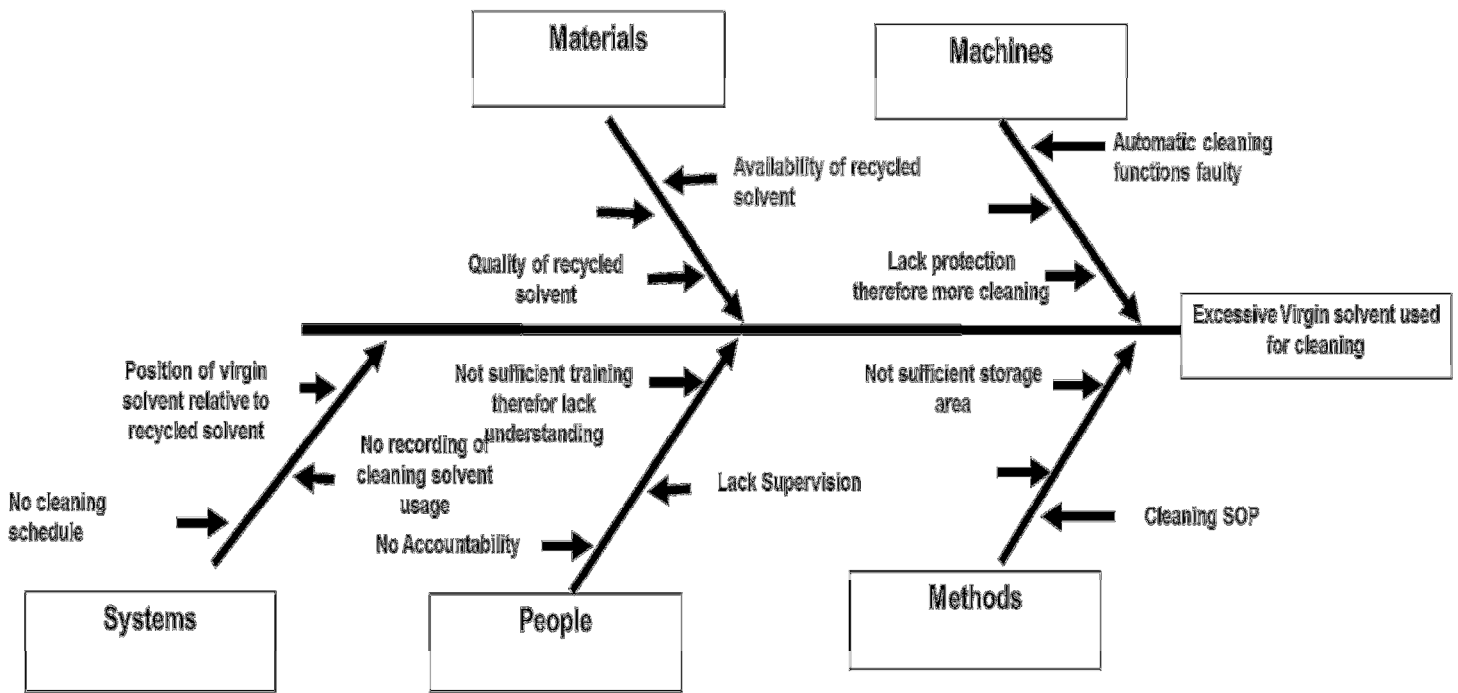 Materials
Machines
Automatic cleaning
functions faulty
Availability of recycled
solvent
Quality of recycled
solvent
Lack protection
therefore more cleaning
Excessive Virgin solvent used
for cleaning
Position of virgin
solvent relative to
recycled solvent
Not sufficient training
therefor lack
understanding
Not sufficient storage
area
No recording of
cleaning solvent
usage
Lack Supervision
No cleaning
schedule
No Accountability
Cleaning SOP
Systems
People
Methods